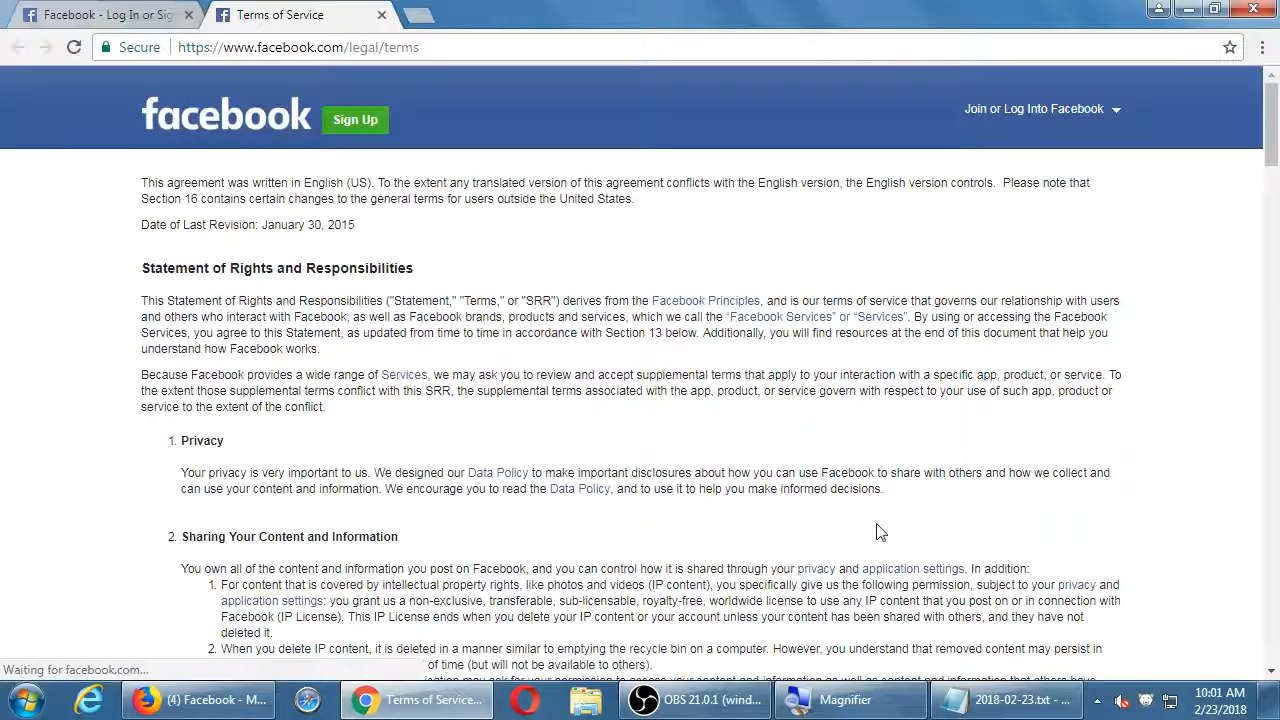 Facebook - Log In or Sig
Terms of Service
Secure
https://www.facebook.com/legal/terms
facebook
Sign Up
Join or Log Into Facebook
This agreement was written in English (US). To the extent any translated version of this agreement conflicts with the English version, the English version controls. Please note that
Section 16 contains certain changes to the general terms for users outside the United States.
Date of Last Revision: January 30, 2015
Statement of Rights and Responsibilities
This Statement of Rights and Responsibilities ("Statement," "Terms," or "SRR") derives from the Facebook Principles, and is our terms of service that governs our relationship with users
and others who interact with Facebook, as well as Facebook brands, products and services, which we call the “Facebook Services” or “Services”. By using or accessing the Facebook
Services, you agree to this Statement, as updated from time to time in accordance with Section 13 below. Additionally, you will find resources at the end of this document that help you
understand how Facebook works.
Because Facebook provides a wide range of Services, we may ask you to review and accept supplemental terms that apply to your interaction with a specific app, product, or service. To
the extent those supplemental terms conflict with this SRR, the supplemental terms associated with the app, product, or service govern with respect to your use of such app, product or
service to the extent of the conflict.
1. Privacy
Your privacy is very important to us. We designed our Data Policy to make important disclosures about how you can use Facebook to share with others and how we collect and
can use your content and information. We encourage you to read the Data Policy, and to use it to help you make informed decisions.
2. Sharing Your Content and Information
You own all of the content and information you post on Facebook, and you can control how it is shared through your privacy and application settings. In addition:
1. For content that is covered by intellectual property rights, like photos and videos (IP content), you specifically give us the following permission, subject to your privacy and
application settings: you grant us a non-exclusive, transferable, sub-licensable, royalty-free, worldwide license to use any IP content that you post on or in connection with
Facebook (IP License). This IP License ends when you delete your IP content or your account unless your content has been shared with others, and they have not
deleted it.
2. When you delete IP content, it is deleted in a manner similar to emptying the recycle bin on a computer. However, you understand that removed content may persist in
of time (but will not be available to others).
Waiting for facebook.com...
(4) Facebook - M...
Terms of Service...
OBS 21.0.1 (wind...
Magnifier
2018-02-23.txt - ...
10:01 AM
2/23/2018